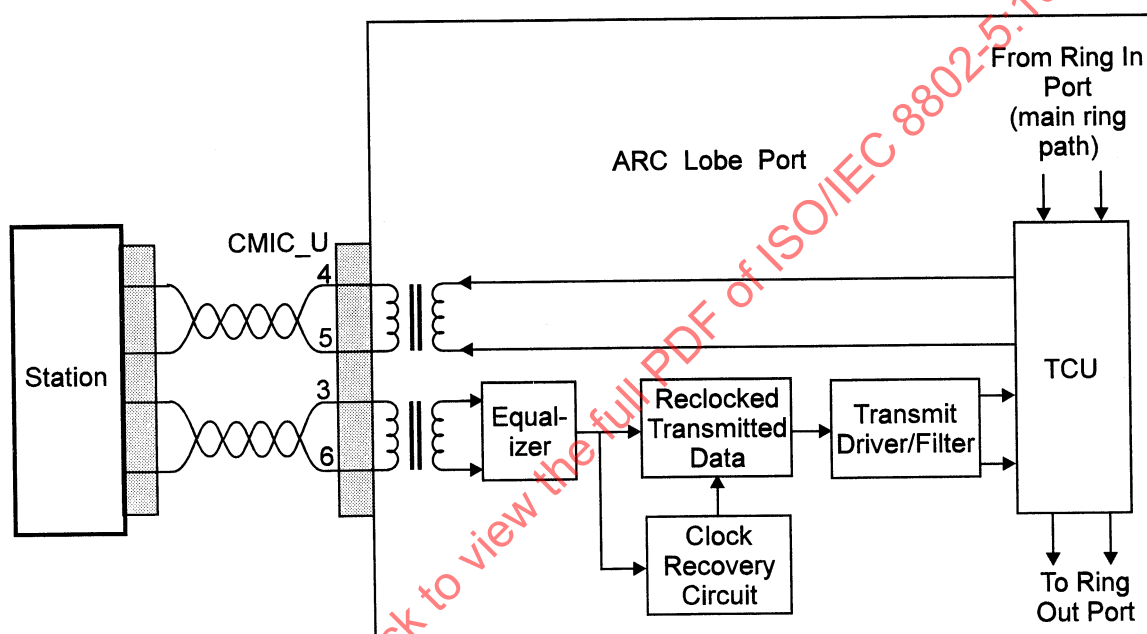 From Ring In
Port
(main ring
path)
ARC Lobe Port
CMIC_U
4
5
3
6
Station
TCU
Equal-
izer
Reclocked
Transmitted
Data
Transmit
Driver/Filter
Clock
Recovery
Circuit
To Ring
Out Port
ck to view the full PDF of ISO/IEC 8802-5:19